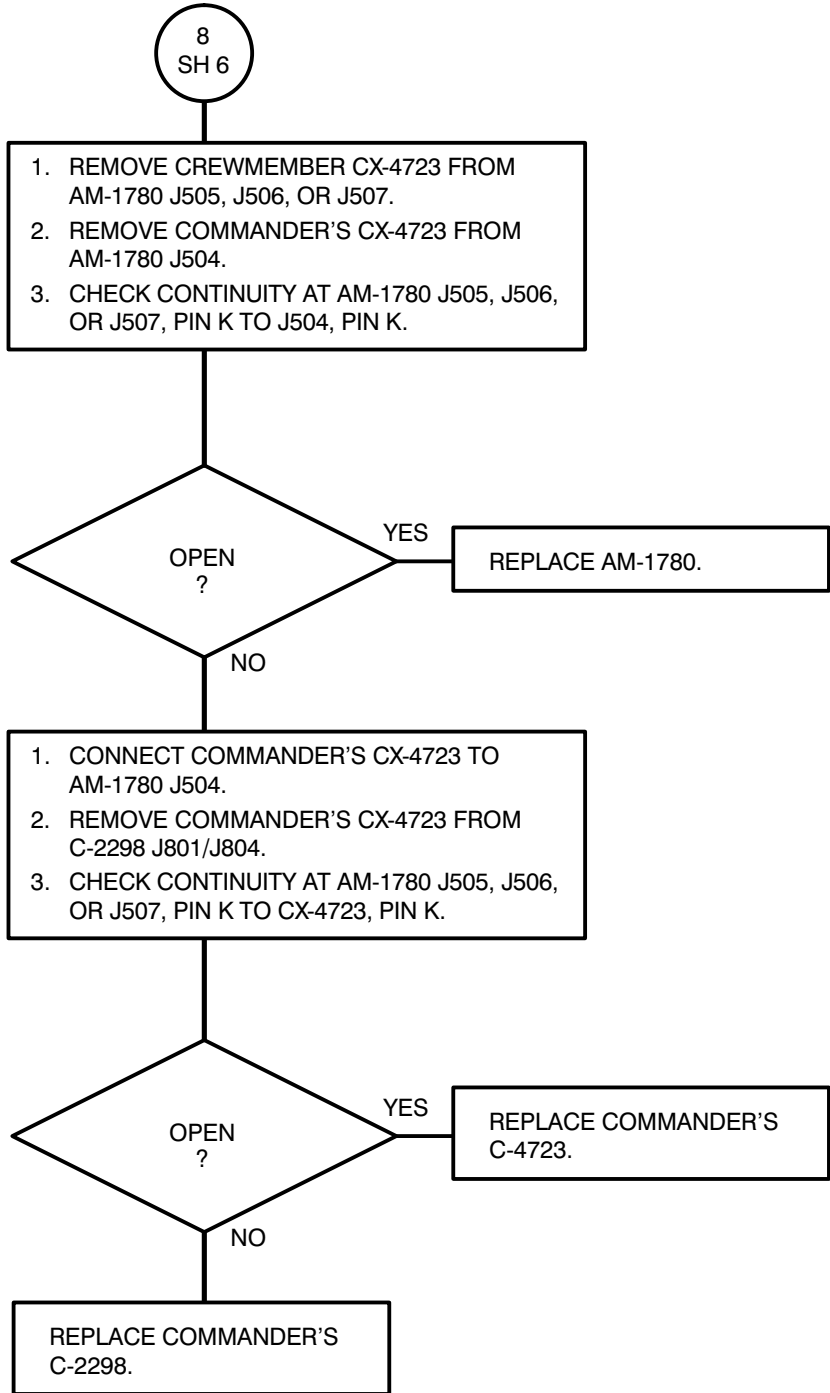 8
SH 6
1. REMOVE CREWMEMBER CX-4723 FROM
AM-1780 J505, J506, OR J507.
2. REMOVE COMMANDER'S CX-4723 FROM
AM-1780 J504.
3. CHECK CONTINUITY AT AM-1780 J505, J506,
OR J507, PIN K TO J504, PIN K.
OPEN
?
YES
REPLACE AM-1780.
NO
1. CONNECT COMMANDER'S CX-4723 TO
AM-1780 J504.
2. REMOVE COMMANDER'S CX-4723 FROM
C-2298 J801/J804.
3. CHECK CONTINUITY AT AM-1780 J505, J506,
OR J507, PIN K TO CX-4723, PIN K.
OPEN
?
YES
REPLACE COMMANDER'S
C-4723.
NO
REPLACE COMMANDER'S
C-2298.